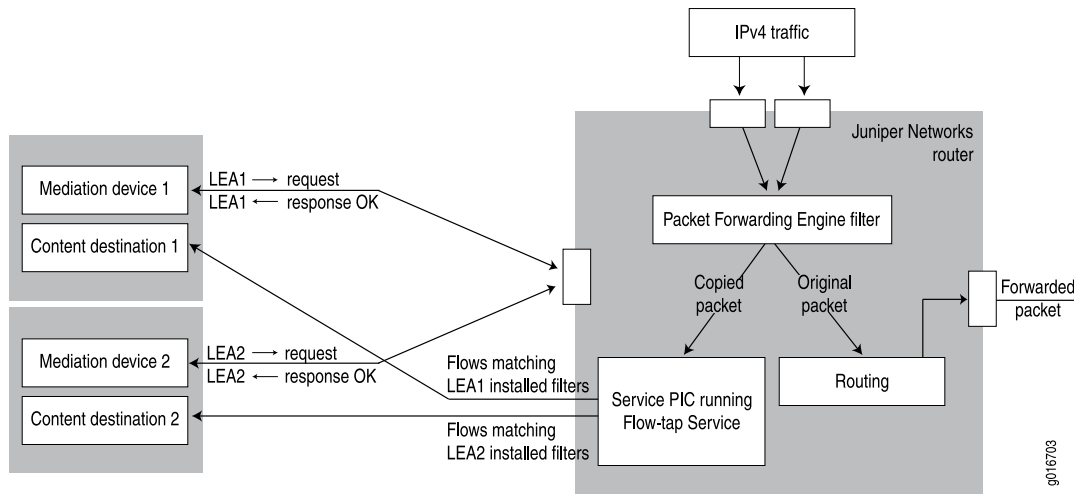 IPv4 traffic
Juniper Networks
router
Mediation device 1
LEA1 → request
LEA1 ← response OK
Content destination 1
Packet Forwarding Engine filter
Copied
packet
Original
packet
Forwarded
packet
Mediation device 2
LEA2 → request
LEA2 ← response OK
Content destination 2
Flows matching
LEA1 installed filters
Service PIC running
Flow-tap Service
Routing
Flows matching
LEA2 installed filters
g016703